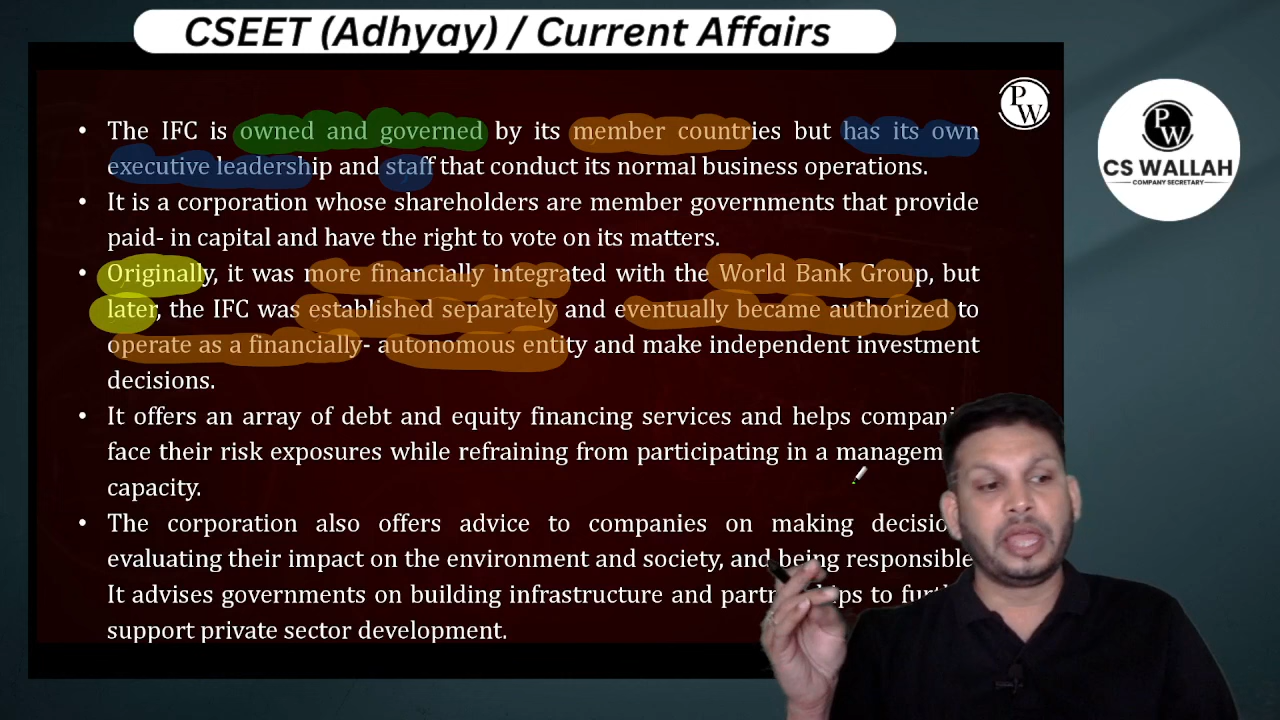 CSEET (Adhyay) / Current Affairs
PW
PW
CS WALLAH
COMPANY SECRETARY
• The IFC is owned and governed by its member countries but has its own
executive leadership and staff that conduct its normal business operations.
• It is a corporation whose shareholders are member governments that provide
paid- in capital and have the right to vote on its matters.
• Originally, it was more financially integrated with the World Bank Group, but
later, the IFC was established separately and eventually became authorized to
operate as a financially- autonomous entity and make independent investment
decisions.
• It offers an array of debt and equity financing services and helps
face their risk exposures while refraining from participating in a
capacity.
• The corporation also offers advice to companies on making
evaluating their impact on the environment and society, and being responsible
It advises governments on building infrastructure and to
support private sector development.